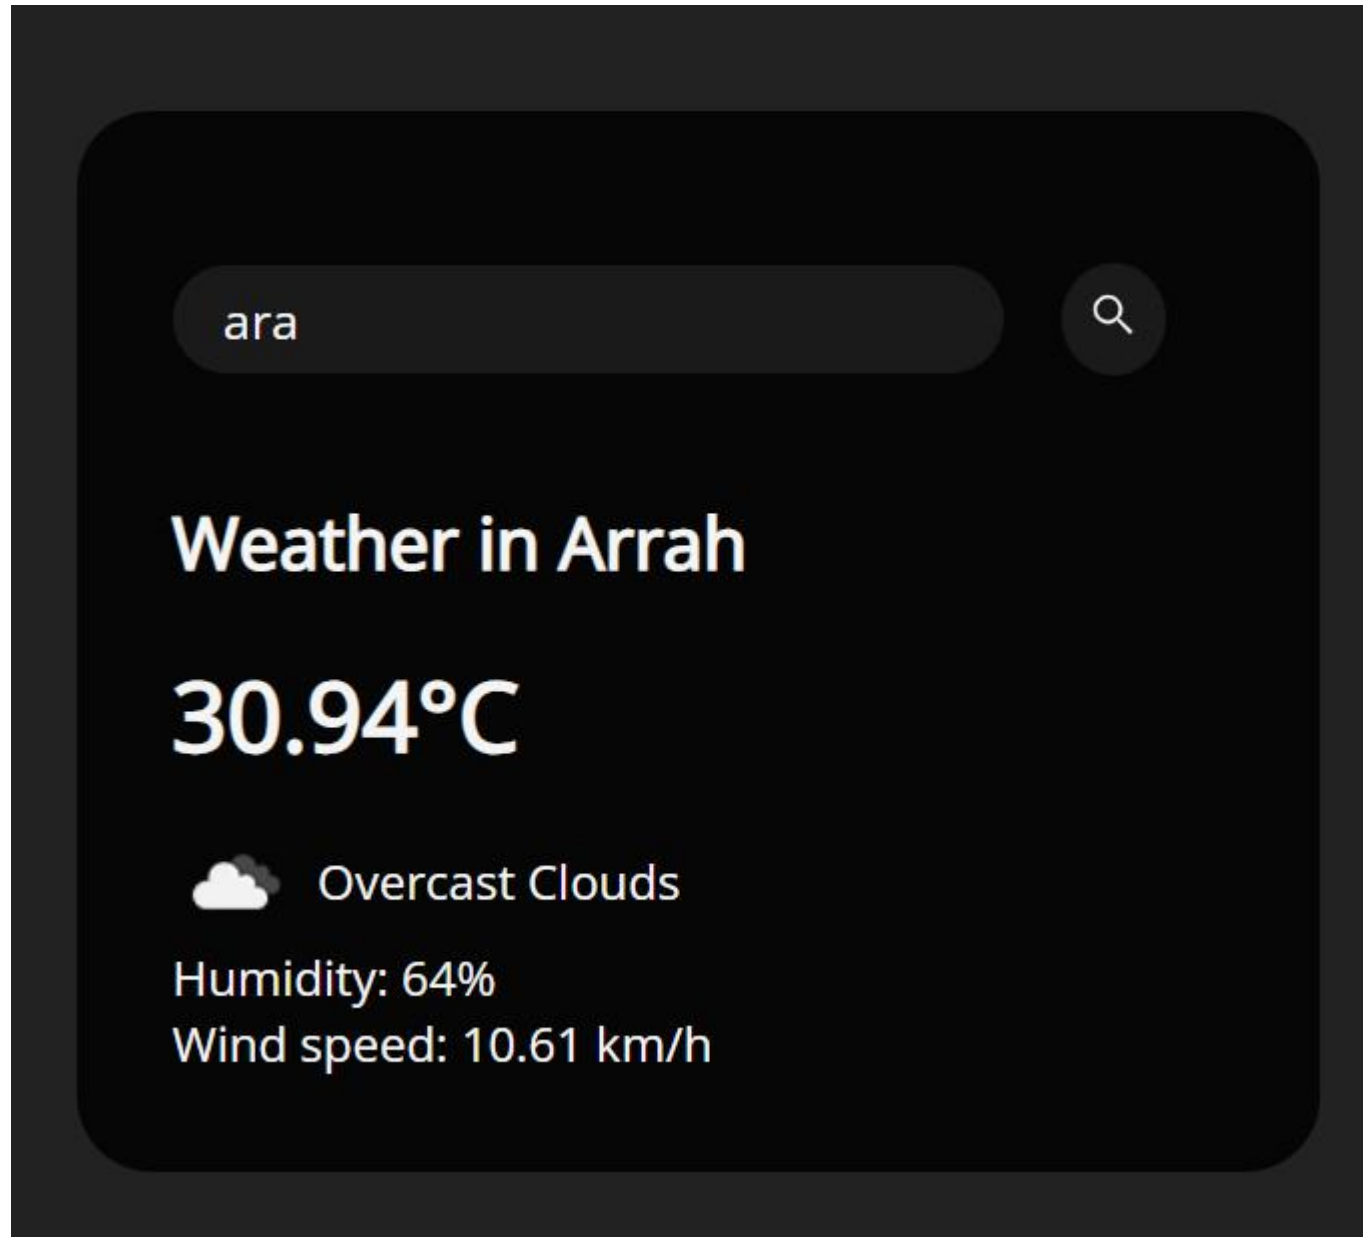 ara
Weather in Arrah
30.94°C
Overcast Clouds
Humidity: 64%
Wind speed: 10.61 km/h